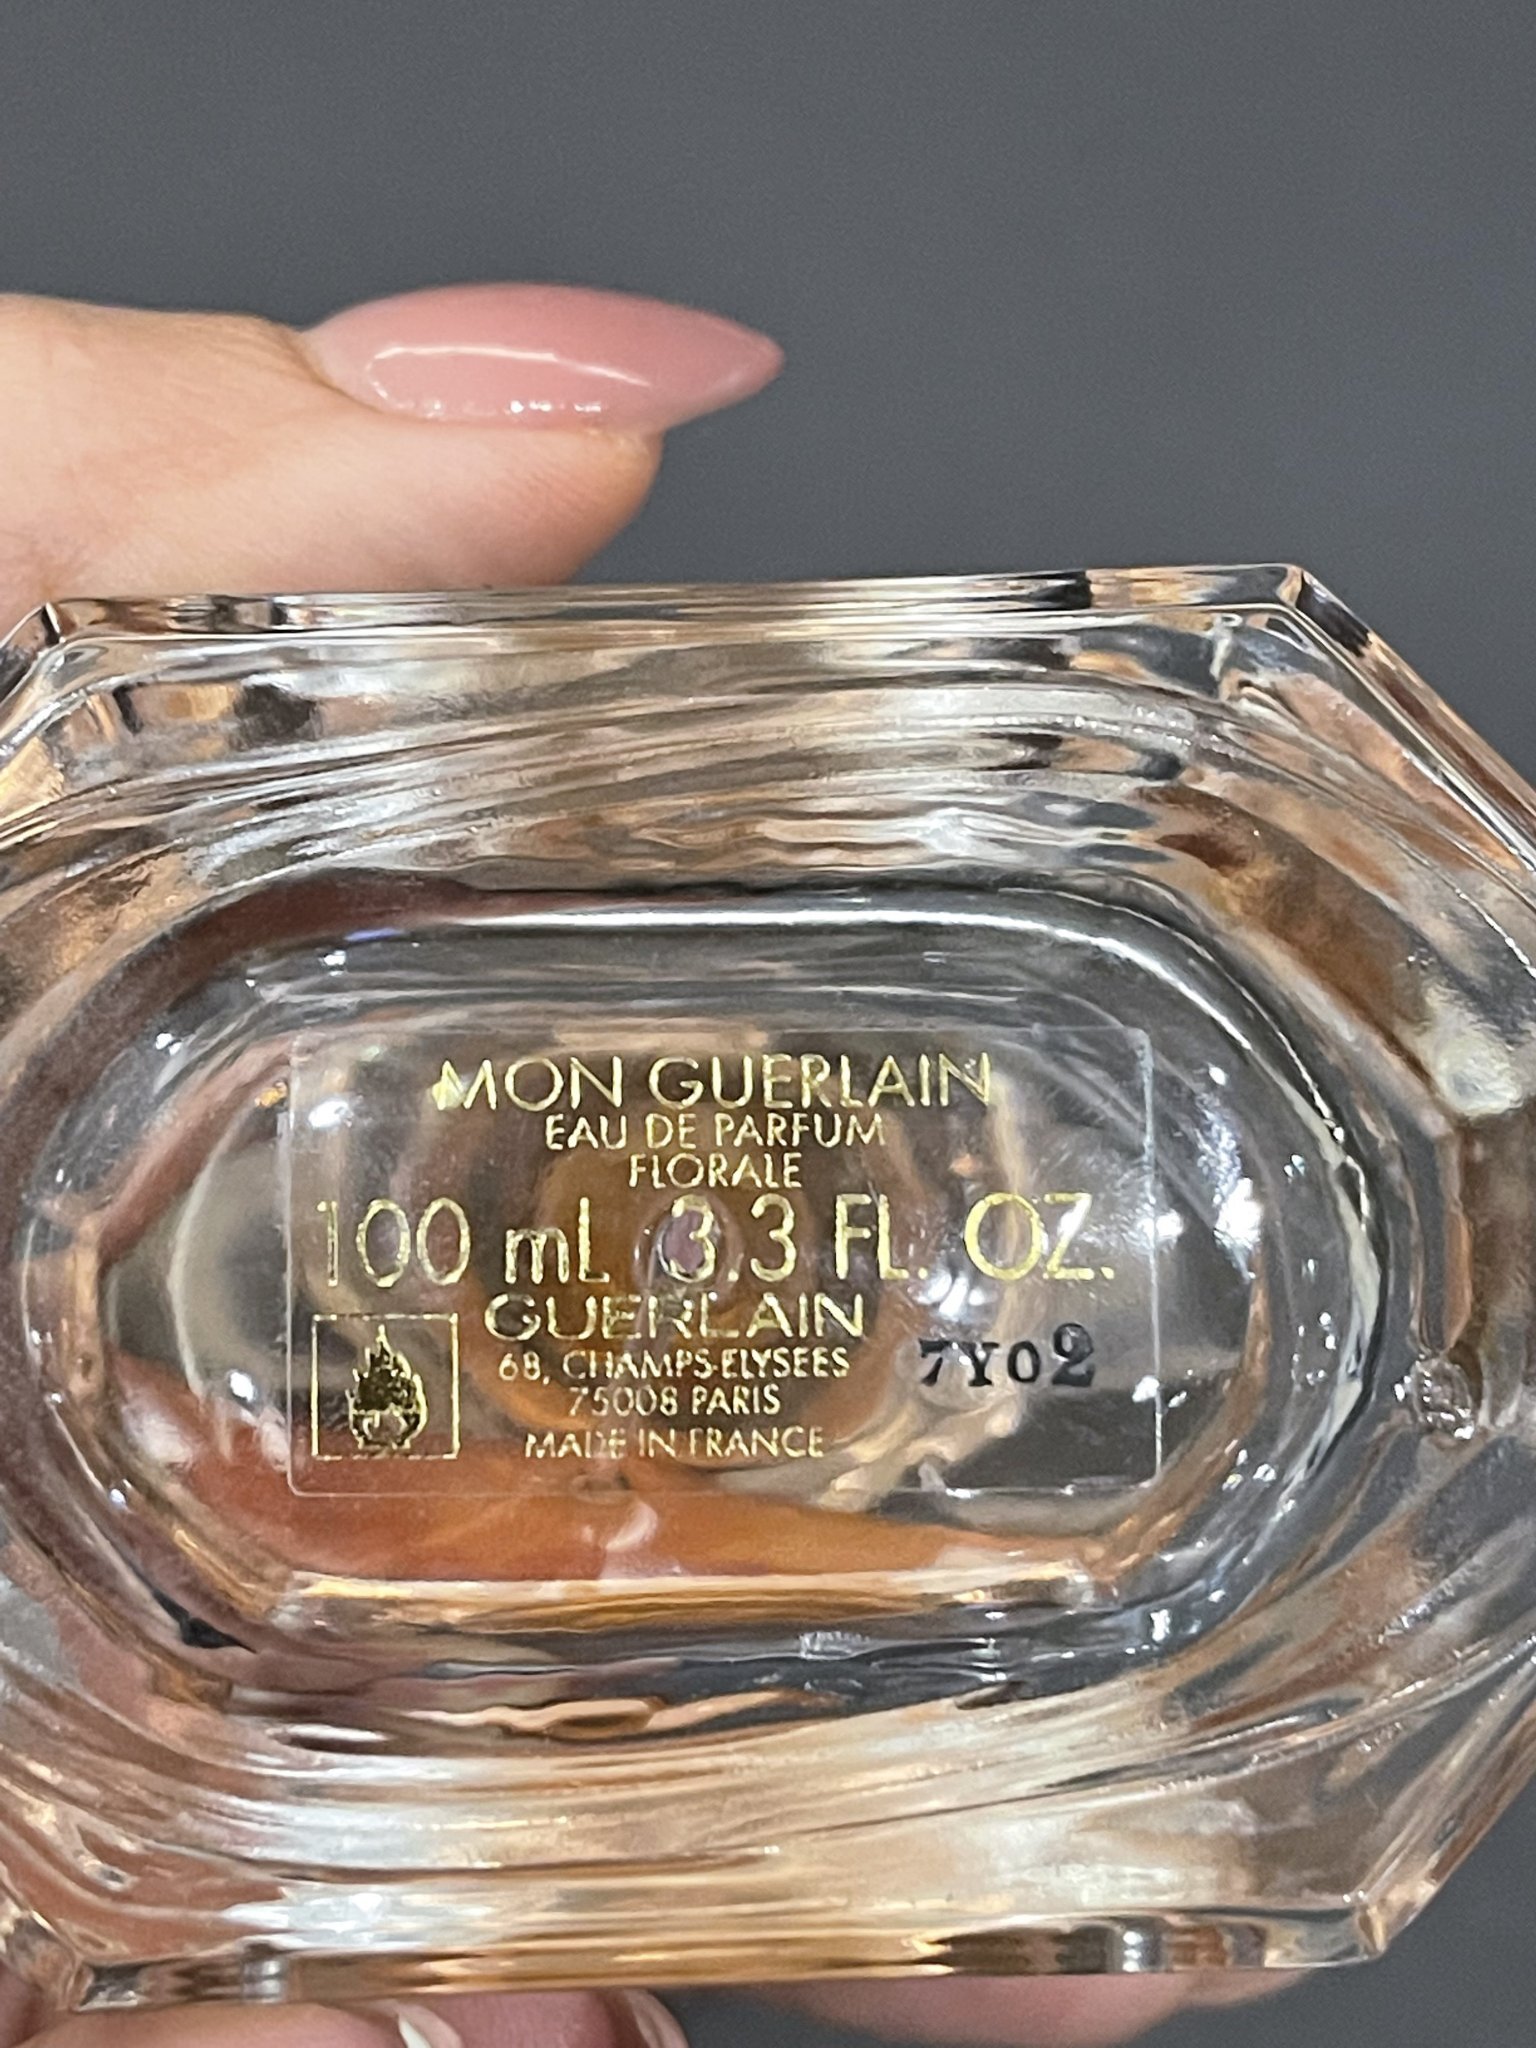 MON GUERLAIN
EAU DE PARFUM
FLORALE
100 mL 3.3 FL. OZ.
GUERLAIN
68, CHAMPS-ELYSEES
75008 PARIS
MADE IN FRANCE
7Y02